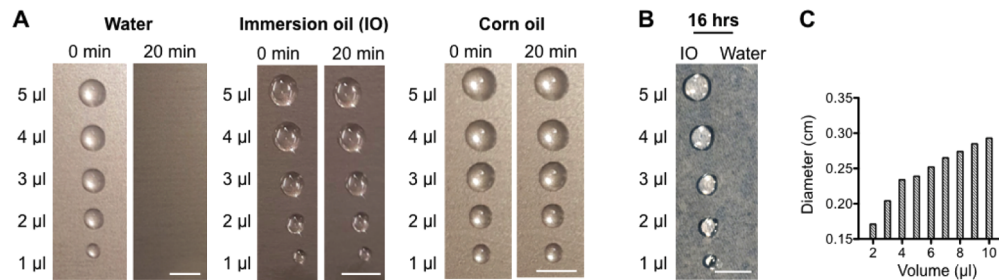 A
Water
0 min 20 min
5 µl
4 µl
3 µl
2 µl
1 µl
Immersion oil (IO)
0 min 20 min
5 µl
4 µl
3 µl
2 µl
1 µl
Corn oil
0 min 20 min
5 µl
4 µl
3 µl
2 µl
1 µl
B
16 hrs
IO Water
5 µl
4 µl
3 µl
2 µl
1 µl
C
Diameter (cm)
0.35
0.30
0.25
0.20
0.15
2 4 6 8 10
Volume (µl)